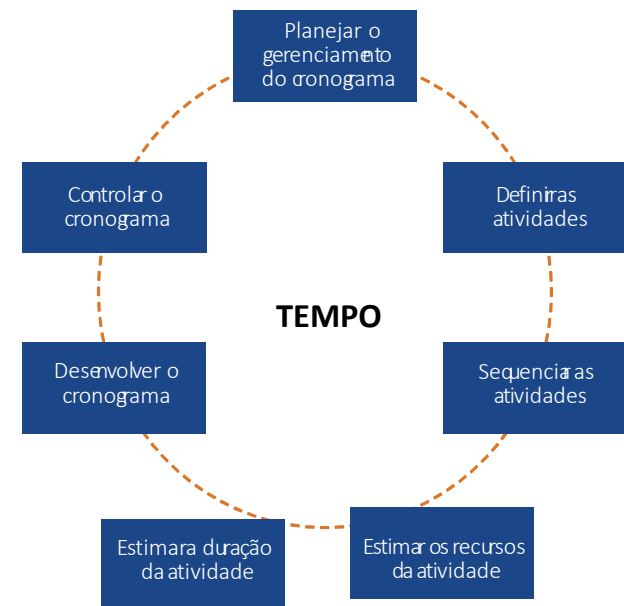 Planejar o
gerenciamento
do cronograma
Definir as
atividades
Sequenciar as
atividades
Estimar os recursos
da atividade
Estimar a duração
da atividade
Desenvolver o
cronograma
Controlar o
cronograma
TEMPO